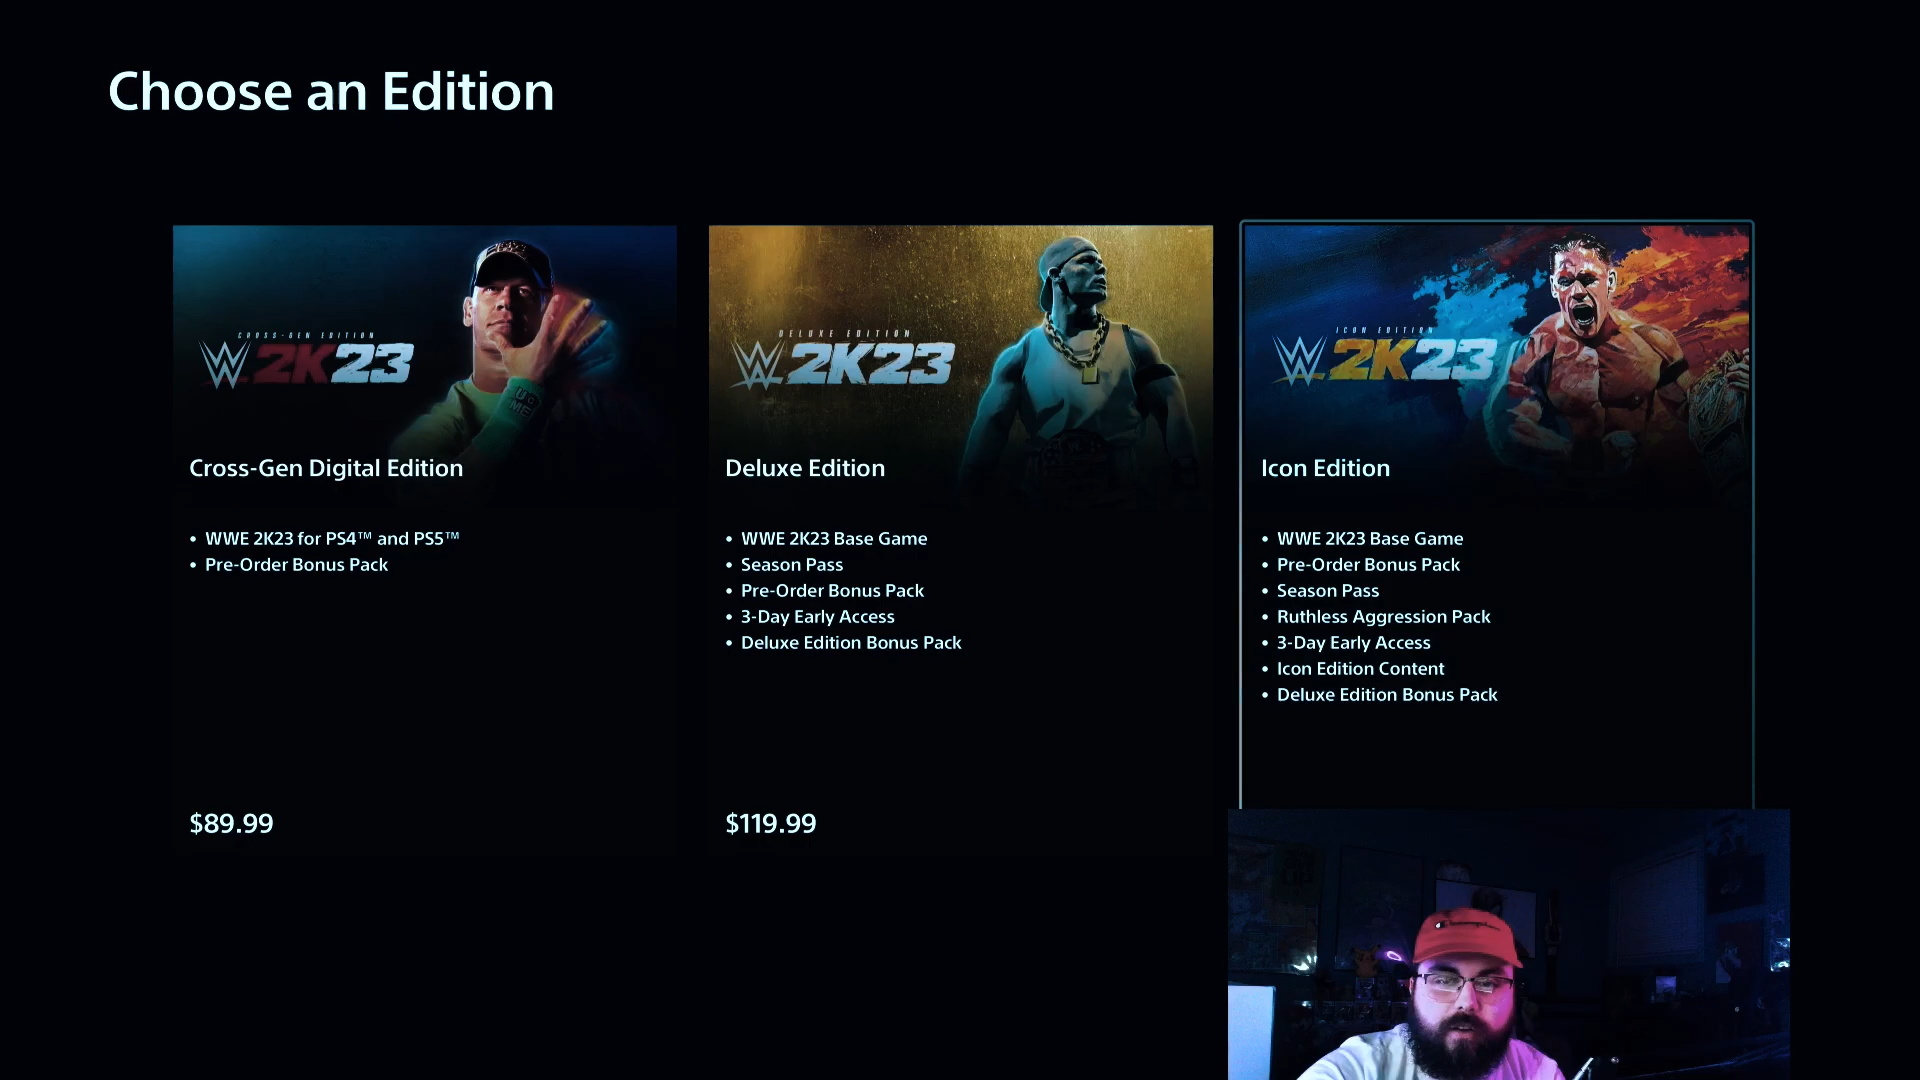 Choose an Edition
CROSS-GEN EDITION
W 2K23
Cross-Gen Digital Edition
• WWE 2K23 for PS4™ and PS5™
• Pre-Order Bonus Pack
$89.99
DELUXE EDITION
W 2K23
Deluxe Edition
• WWE 2K23 Base Game
• Season Pass
• Pre-Order Bonus Pack
• 3-Day Early Access
• Deluxe Edition Bonus Pack
$119.99
ICON EDITION
W 2K23
Icon Edition
• WWE 2K23 Base Game
• Pre-Order Bonus Pack
• Season Pass
• Ruthless Aggression Pack
• 3-Day Early Access
• Icon Edition Content
• Deluxe Edition Bonus Pack